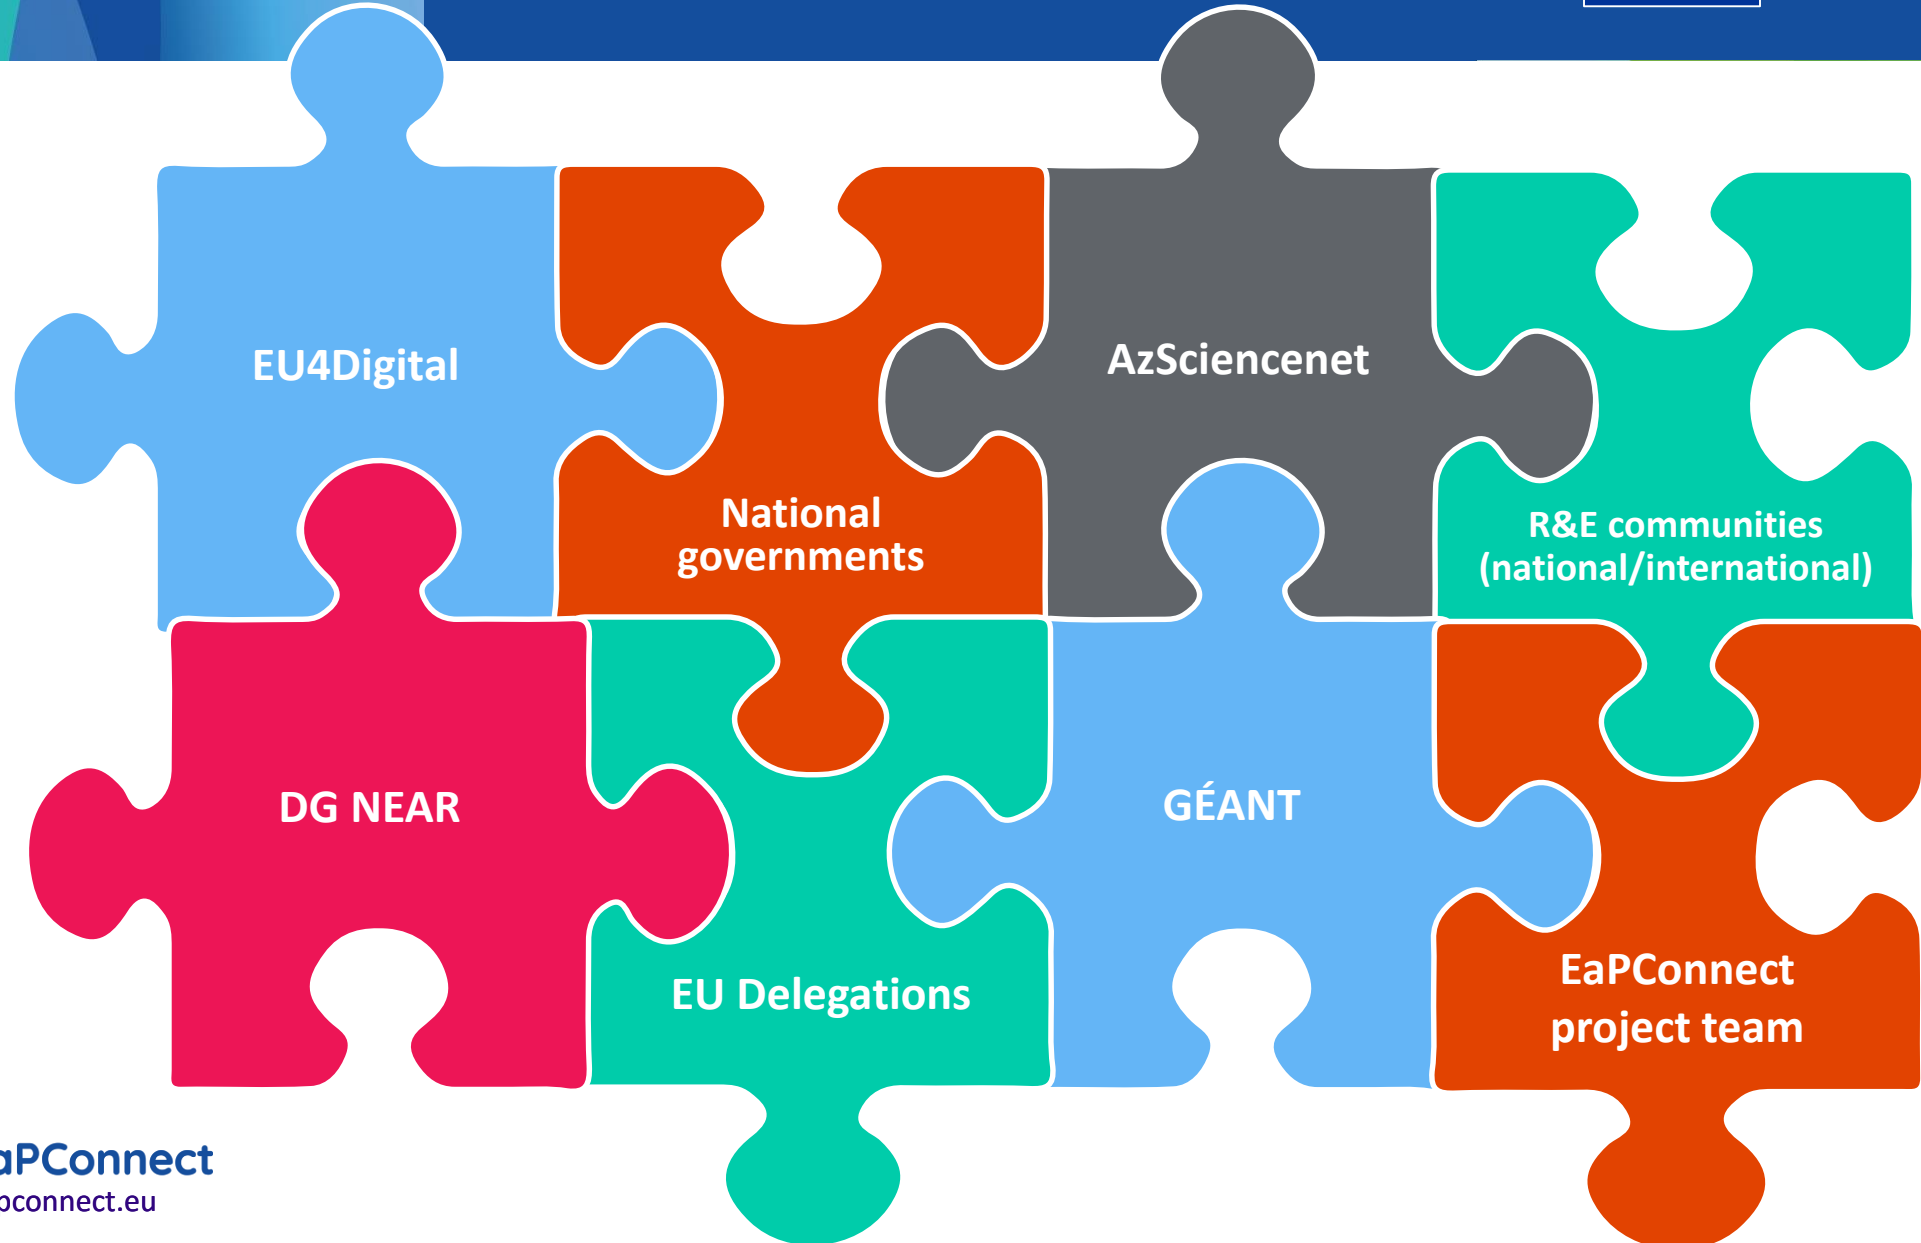 EU4Digital
National
governments
AzSciencenet
R&E communities
(national/international)
DG NEAR
EU Delegations
GÉANT
EaPConnect
project team
aPConnect
pconnect.eu